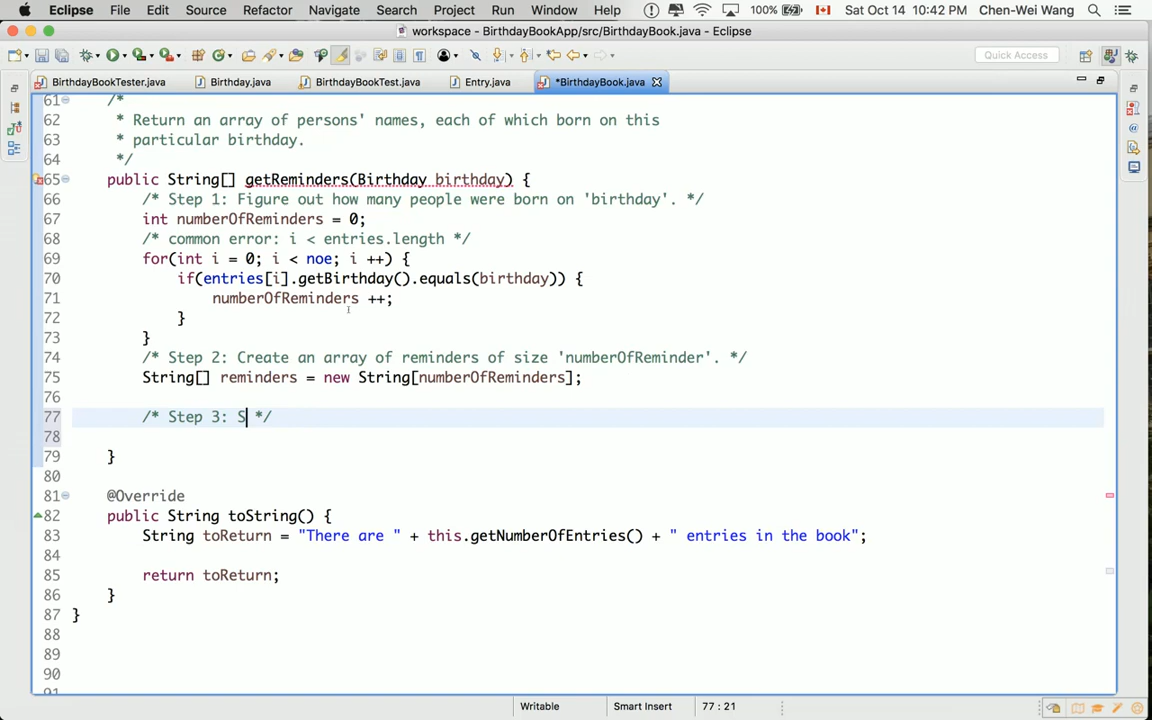 Eclipse File Edit Source Refactor Navigate Search Project Run Window Help 100% Sat Oct 14 10:42 PM Chen-Wei Wang
workspace - BirthdayBookApp/src/BirthdayBook.java - Eclipse
Quick Access
BirthdayBookTester.java Birthday.java BirthdayBookTest.java Entry.java *BirthdayBook.java
61 /*
62 * Return an array of persons' names, each of which born on this
63 * particular birthday.
64 */
65 public String[] getReminders(Birthday birthday) {
66 /* Step 1: Figure out how many people were born on 'birthday'. */
67 int numberOfReminders = 0;
68 /* common error: i < entries.length */
69 for(int i = 0; i < noe; i ++) {
70 if(entries[i].getBirthday().equals(birthday)) {
71 numberOfReminders ++;
72 }
73 }
74 /* Step 2: Create an array of reminders of size 'numberOfReminder'. */
75 String[] reminders = new String[numberOfReminders];
76
77 /* Step 3: S */
78
79 }
80
81 @Override
82 public String toString() {
83 String toReturn = "There are " + this.getNumberOfEntries() + " entries in the book";
84
85 return toReturn;
86 }
87 }
88
89
90
91
Writable Smart Insert 77 : 21